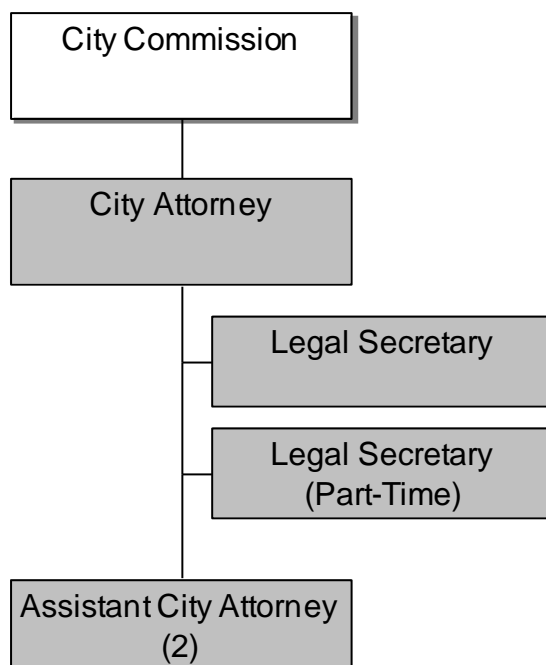 City Commission
City Attorney
Legal Secretary
Legal Secretary
(Part-Time)
Assistant City Attorney
(2)